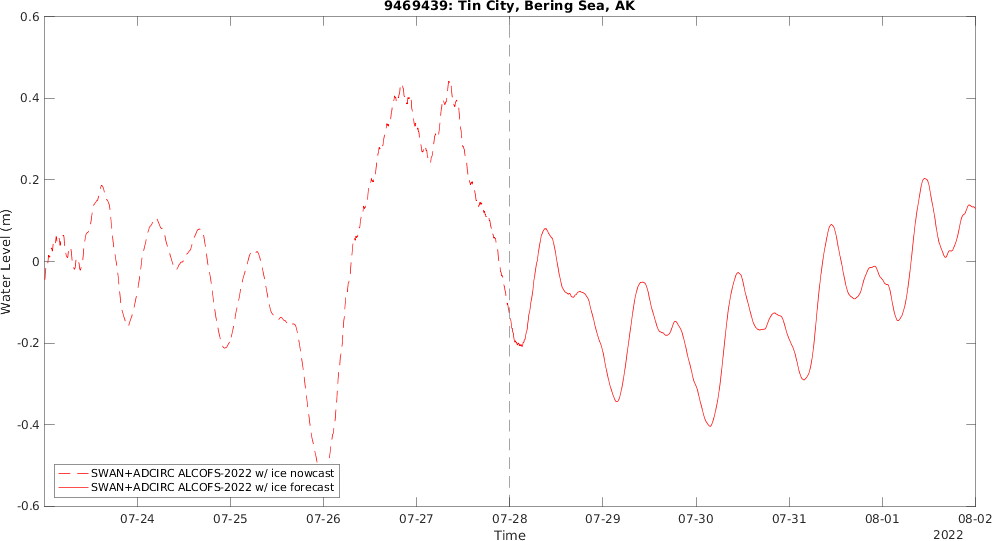 9469439: Tin City, Bering Sea, AK
0.6
0.4
0.2
0
-0.2
-0.4
-0.6
Water Level (m)
SWAN+ADCIRC ALCOFS-2022 w/ ice nowcast
SWAN+ADCIRC ALCOFS-2022 w/ ice forecast
07-24 07-25 07-26 07-27 07-28 07-29 07-30 07-31 08-01 08-02
Time
2022